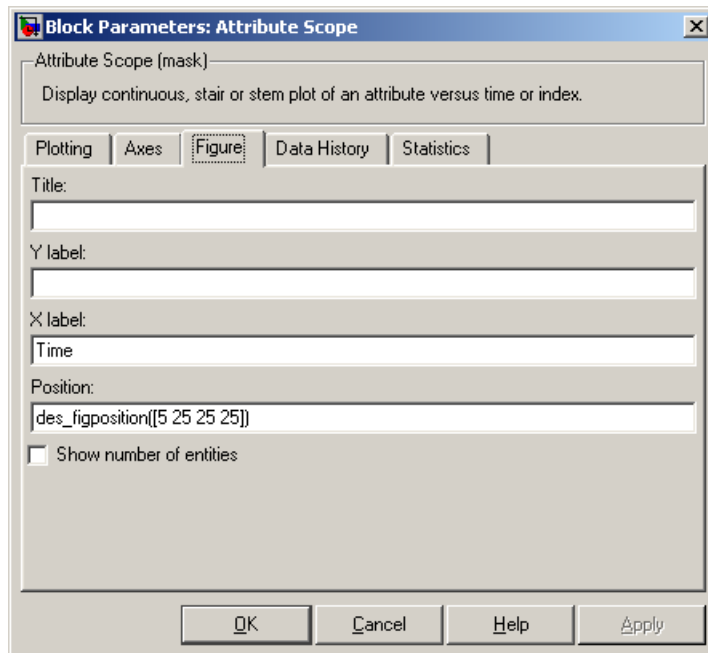 Block Parameters: Attribute Scope
Attribute Scope (mask)
Display continuous, stair or stem plot of an attribute versus time or index.
Plotting Axes Figure Data History Statistics
Title:
Y label:
X label:
Time
Position:
des_figposition([5 25 25 25])
Show number of entities
OK Cancel Help Apply